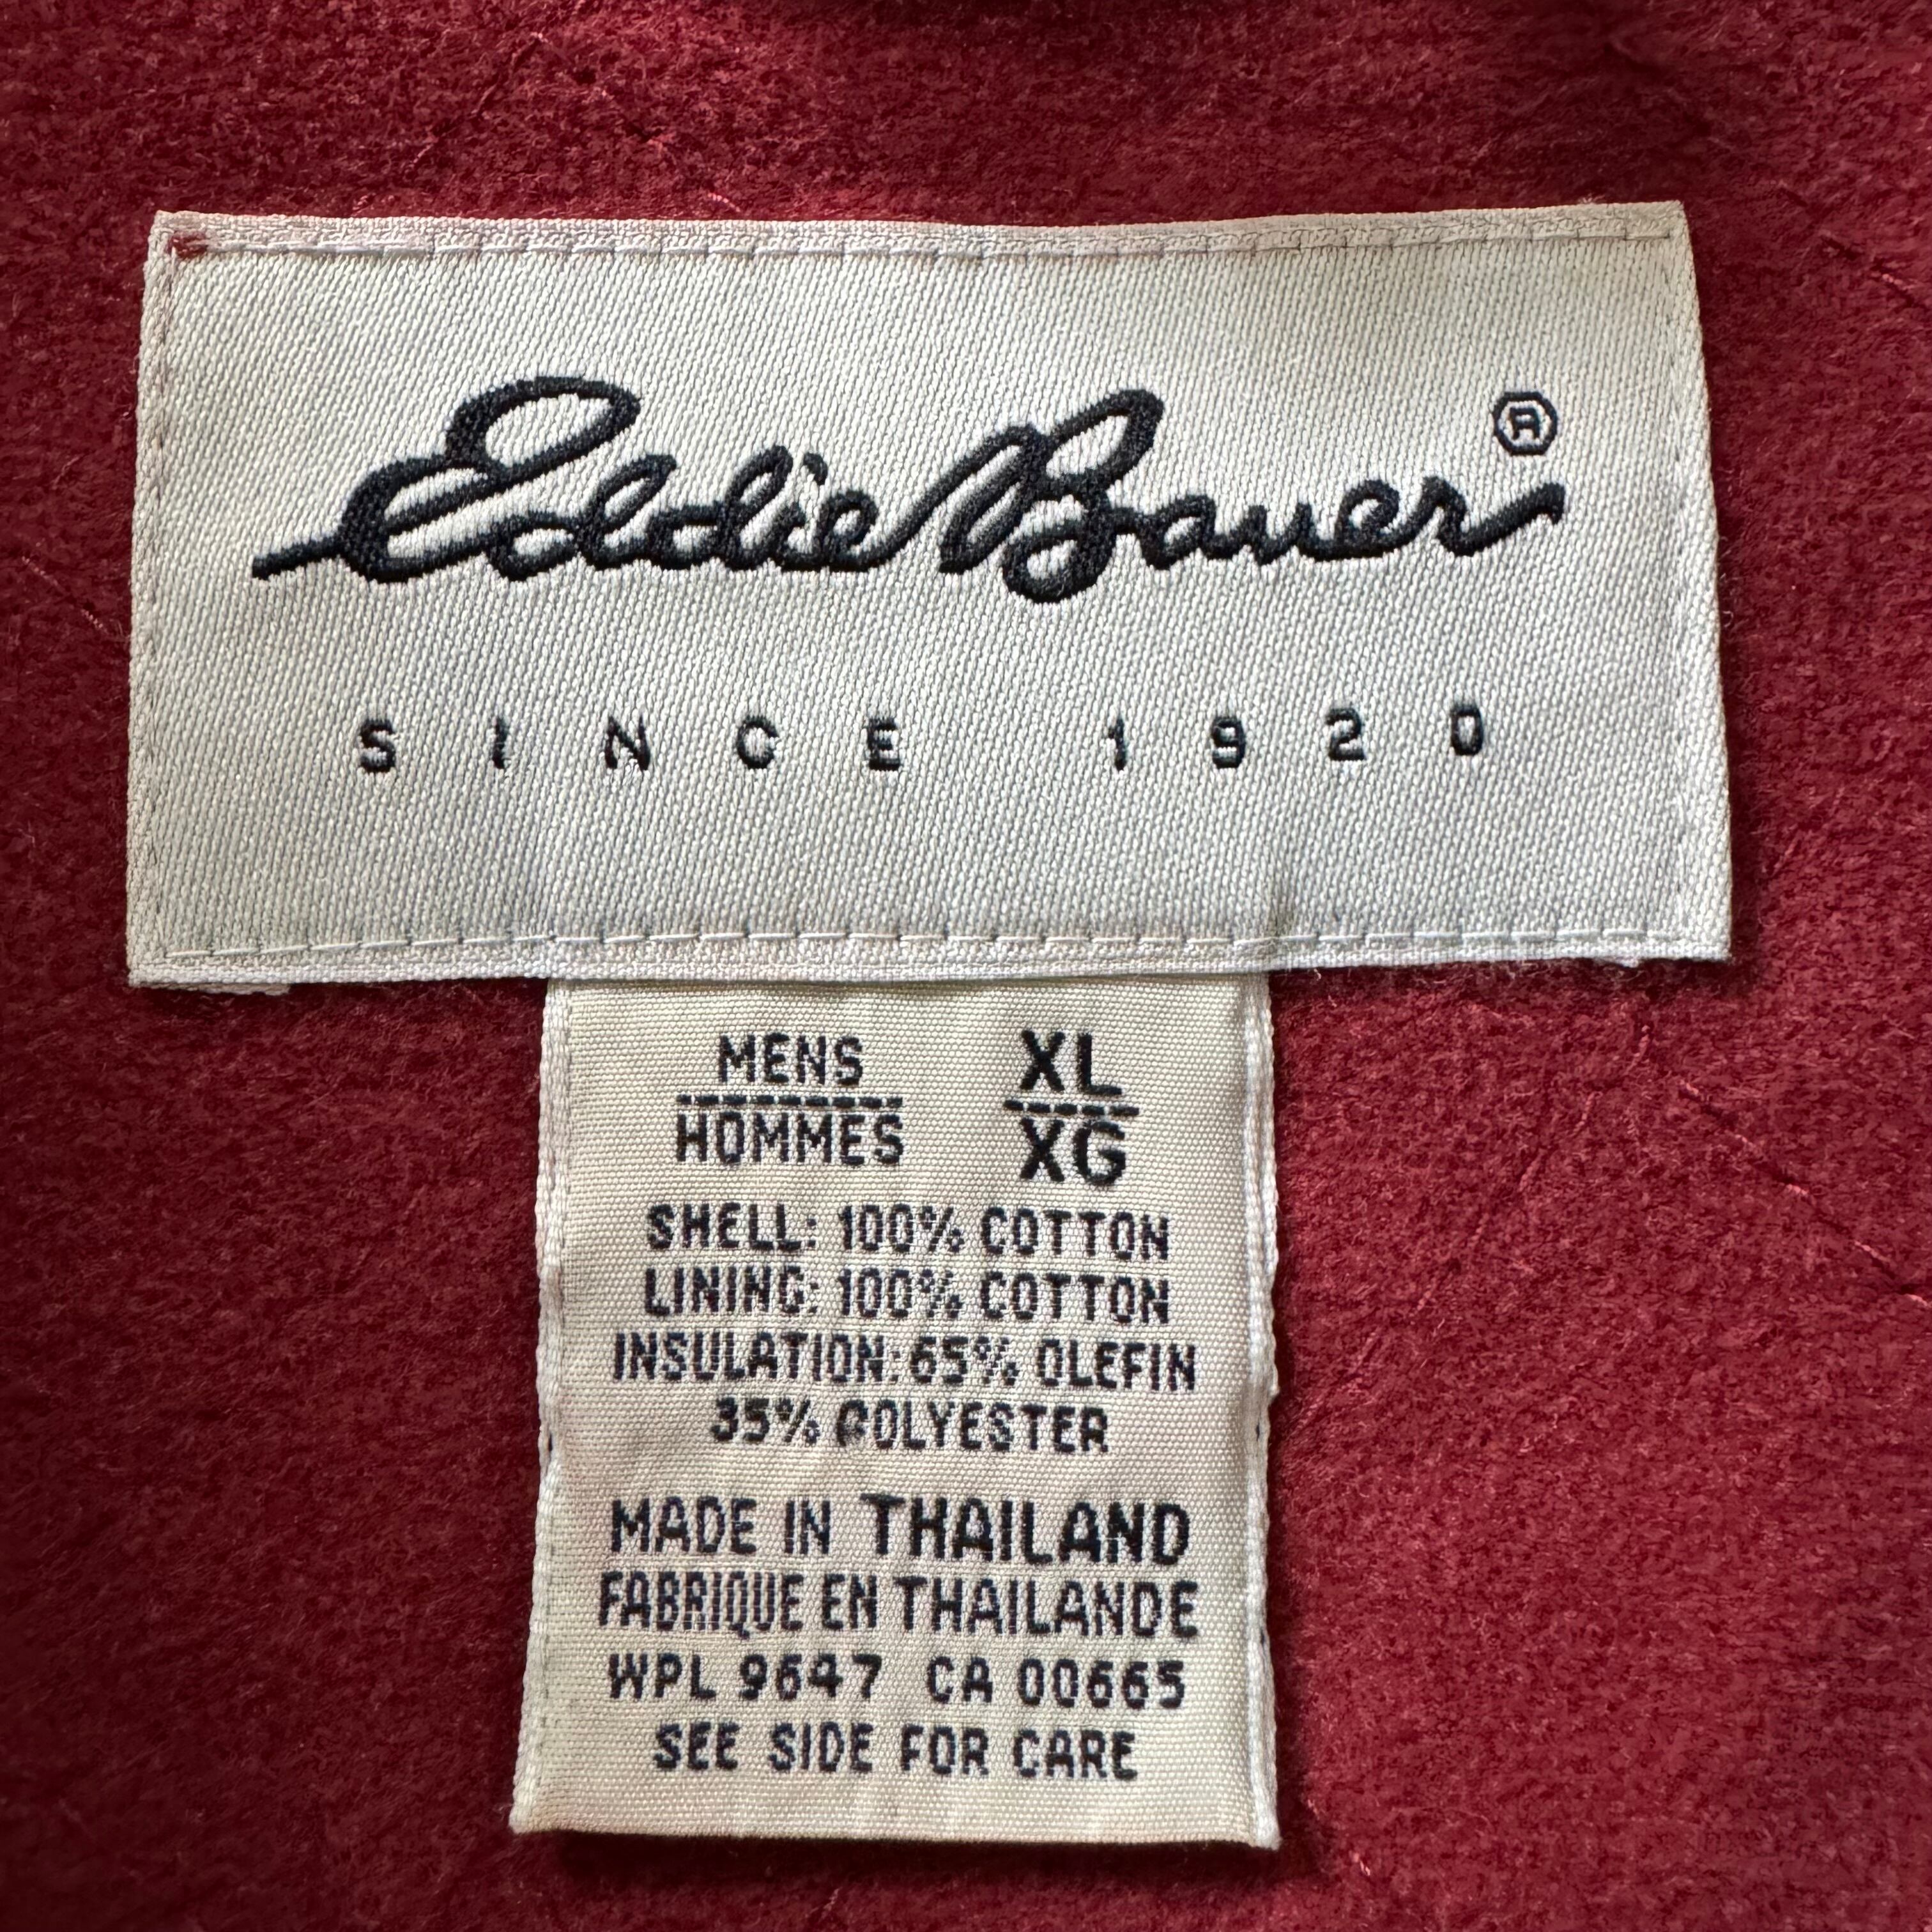 Eddie Bauer®
SINCE 1920
MENS XL
HOMMES XG
SHELL: 100% COTTON
LINING: 100% COTTON
INSULATION: 65% OLEFIN
35% POLYESTER
MADE IN THAILAND
FABRIQUE EN THAILANDE
WPL 9647 CA 00665
SEE SIDE FOR CARE